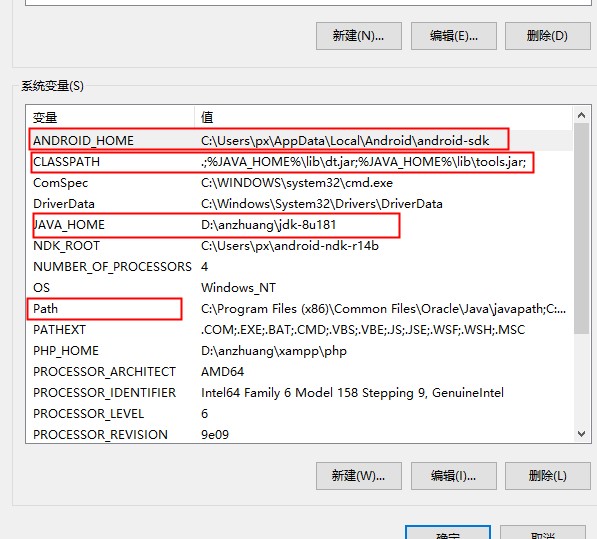 新建(N)...
编辑(E)...
删除(D)
系统变量(S)
变量 值
ANDROID_HOME C:\Users\px\AppData\Local\Android\android-sdk
CLASSPATH .;%JAVA_HOME%\lib\dt.jar;%JAVA_HOME%\lib\tools.jar;
ComSpec C:\WINDOWS\system32\cmd.exe
DriverData C:\Windows\System32\Drivers\DriverData
JAVA_HOME D:\anzhuang\jdk-8u181
NDK_ROOT C:\Users\px\android-ndk-r14b
NUMBER_OF_PROCESSORS 4
OS Windows_NT
Path C:\Program Files (x86)\Common Files\Oracle\Java\javapath;C:...
PATHEXT .COM;.EXE;.BAT;.CMD;.VBS;.VBE;.JS;.JSE;.WSF;.WSH;.MSC
PHP_HOME D:\anzhuang\xampp\php
PROCESSOR_ARCHITECT AMD64
PROCESSOR_IDENTIFIER Intel64 Family 6 Model 158 Stepping 9, GenuineIntel
PROCESSOR_LEVEL 6
PROCESSOR_REVISION 9e09
新建(W)...
编辑(I)...
删除(L)
确定
取消